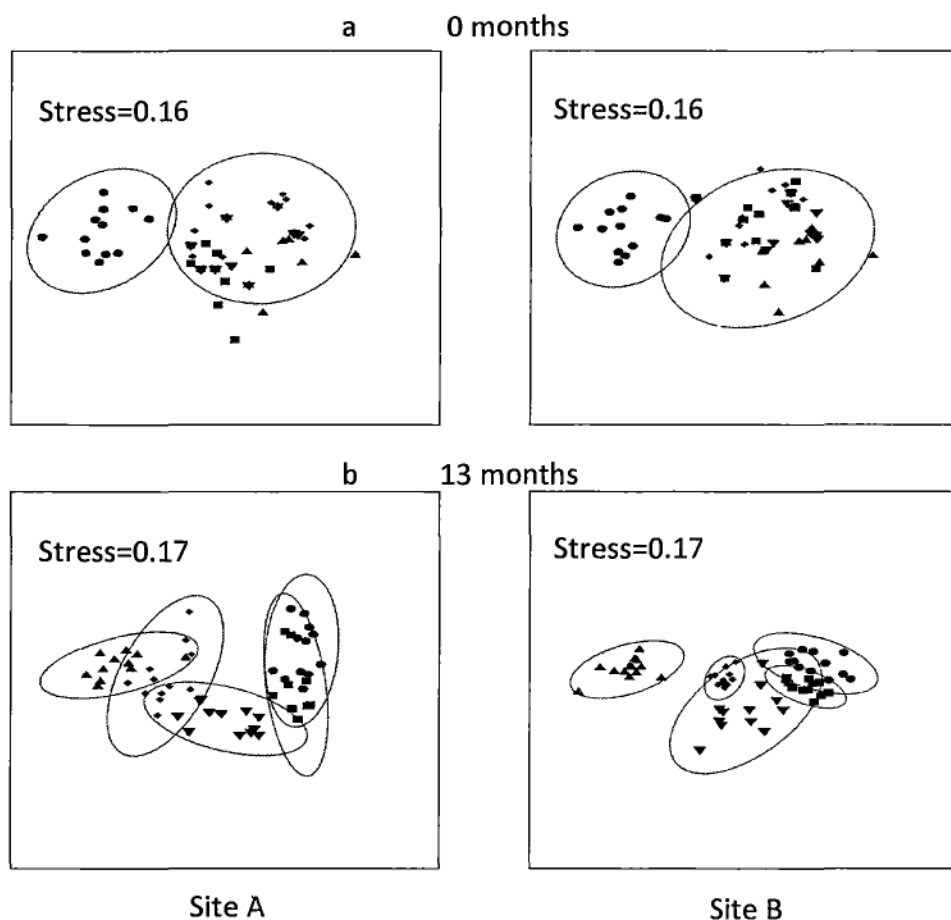 a 0 months
Stress=0.16
Stress=0.16
b 13 months
Stress=0.17
Stress=0.17
Site A
Site B